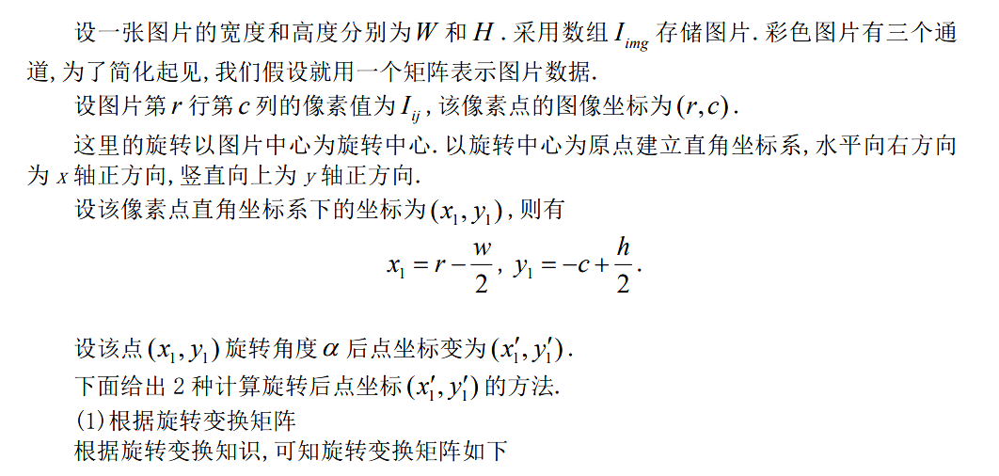 设一张图片的宽度和高度分别为W 和 H .采用数组 I_{img} 存储图片.彩色图片有三个通
道,为了简化起见,我们假设就用一个矩阵表示图片数据.
设图片第 r 行第 c 列的像素值为 I_{ij} ,该像素点的图像坐标为 (r,c) .
这里的旋转以图片中心为旋转中心.以旋转中心为原点建立直角坐标系,水平向右方向
为 x 轴正方向,竖直向上为 y 轴正方向.
设该像素点直角坐标系下的坐标为 (x_1, y_1) ,则有
x_1 = r - \frac{w}{2}, y_1 = -c + \frac{h}{2}.
设该点 (x_1, y_1) 旋转角度 α 后点坐标变为 (x_1', y_1') .
下面给出 2 种计算旋转后点坐标 (x_1', y_1') 的方法.
(1)根据旋转变换矩阵
根据旋转变换知识,可知旋转变换矩阵如下